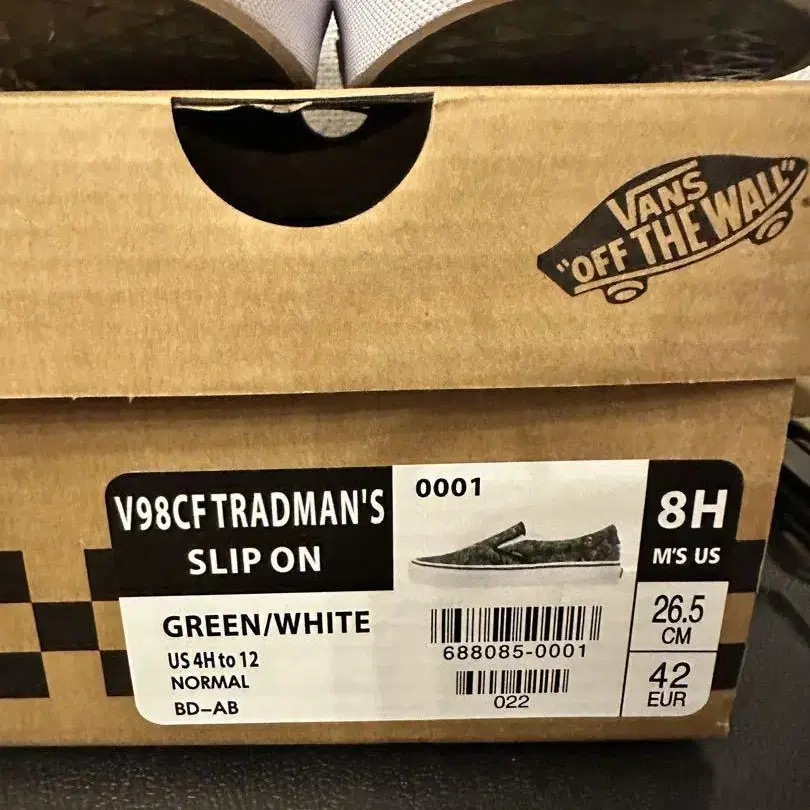 VANS
"OFF THE WALL"
V98CF TRADMAN'S
SLIP ON
0001
8H
M'S US
GREEN/WHITE
US 4H to 12
NORMAL
BD-AB
688085-0001
022
26.5
CM
42
EUR